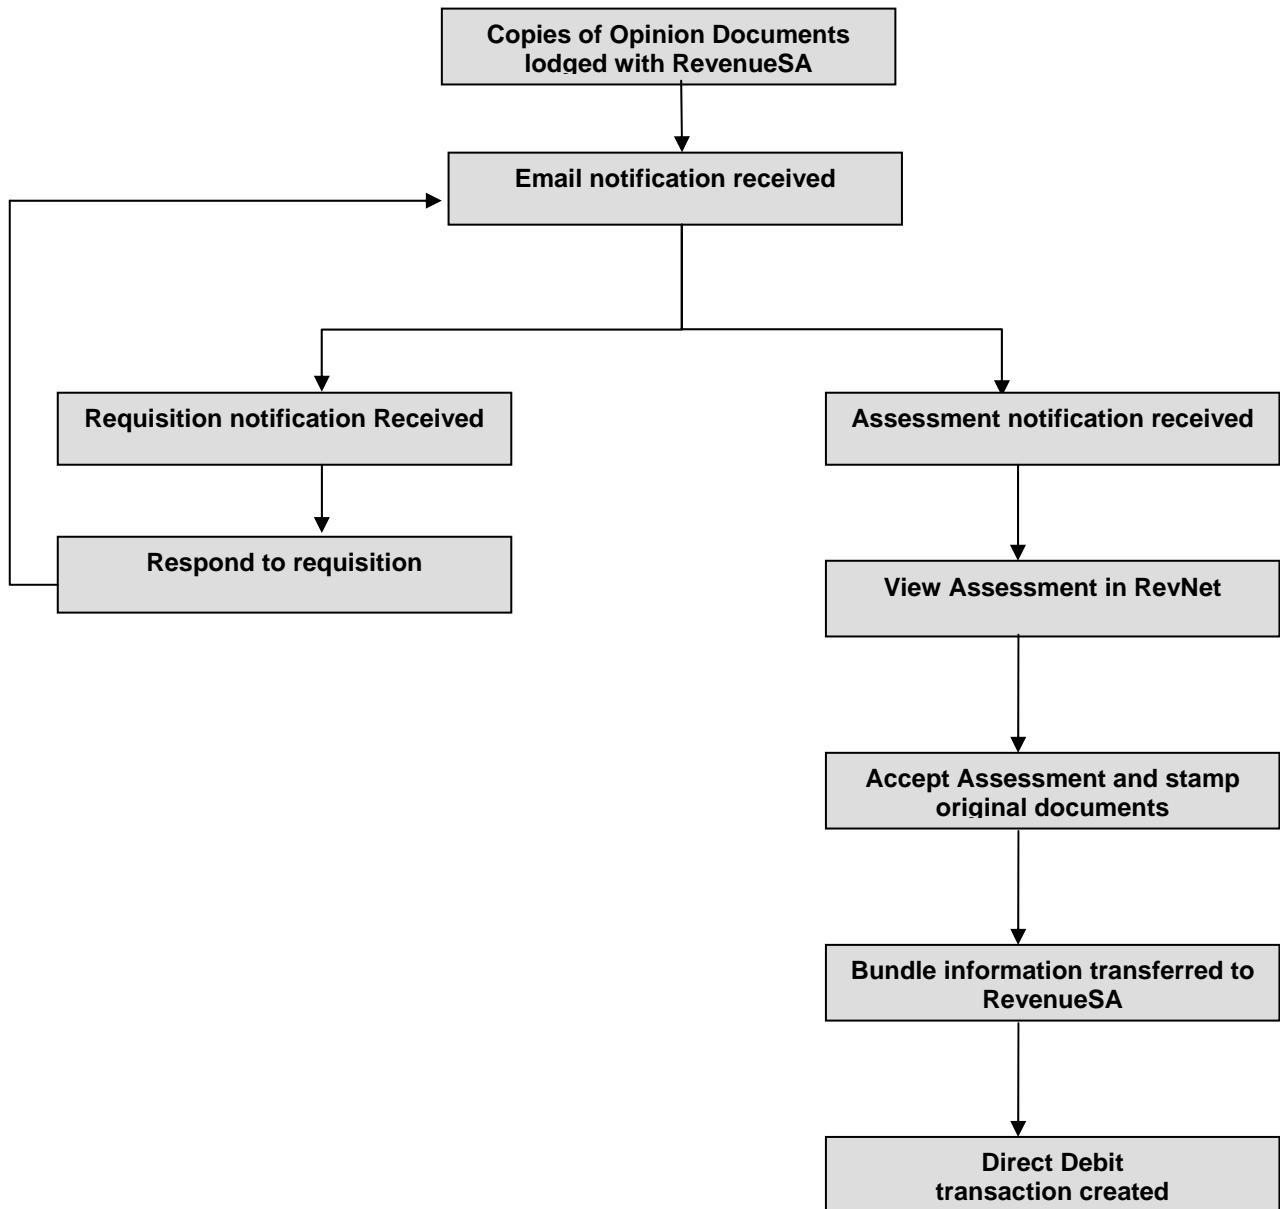 Copies of Opinion Documents
lodged with RevenueSA
Email notification received
Requisition notification Received
Respond to requisition
Assessment notification received
View Assessment in RevNet
Accept Assessment and stamp
original documents
Bundle information transferred to
RevenueSA
Direct Debit
transaction created